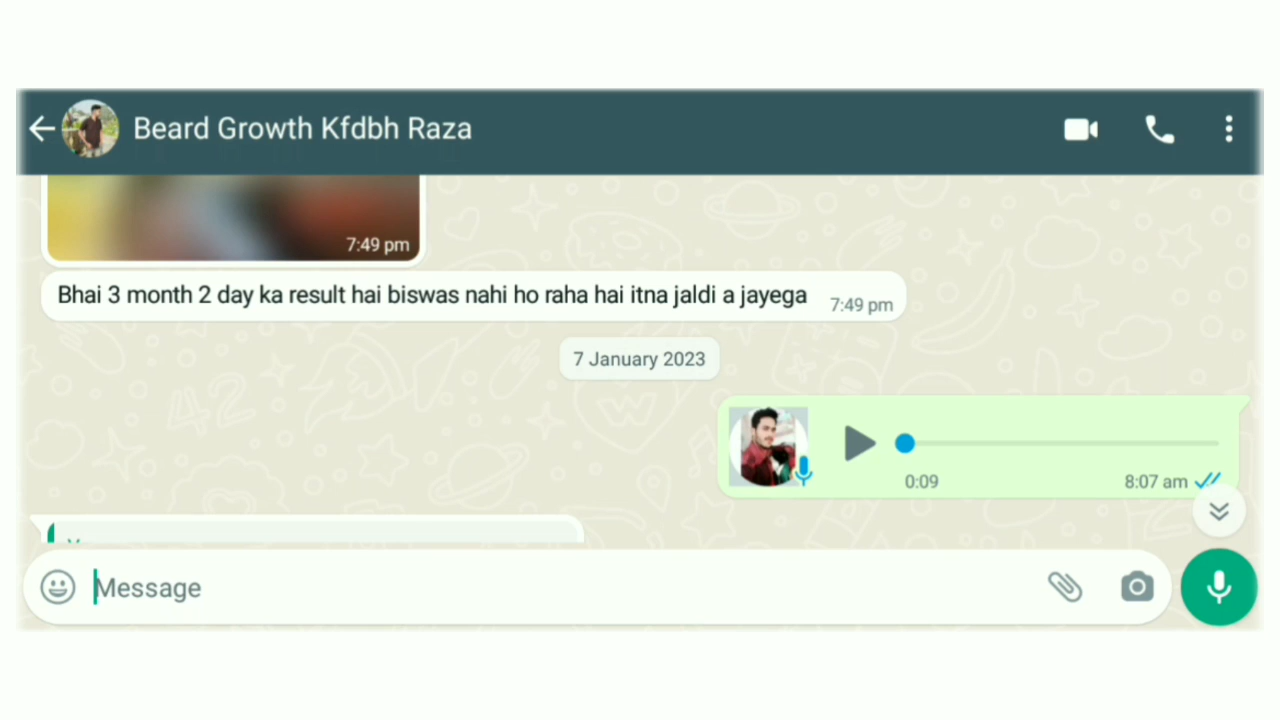 Beard Growth Kfdbh Raza
7:49 pm
Bhai 3 month 2 day ka result hai biswas nahi ho raha hai itna jaldi a jayega 7:49 pm
7 January 2023
0:09 8:07 am
Message